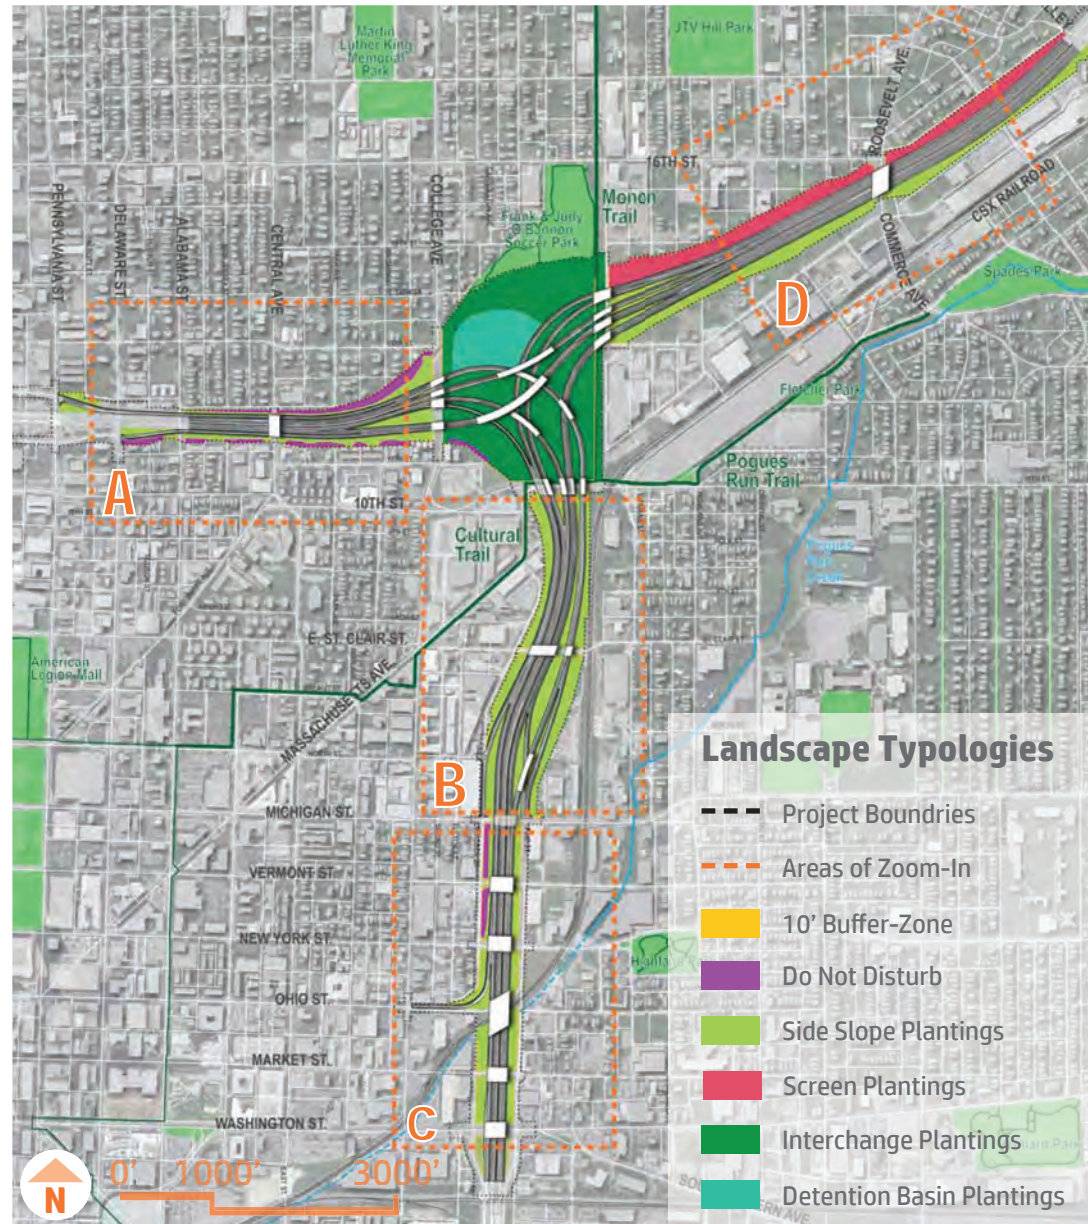 Martin
Luther King
Memorial
Park
JTV Hill Park
ROOSEVELT AVE.
16TH ST.
CSX RAILROAD
PENNSYLVANIA ST.
DELAWARE ST.
ALABAMA ST.
CENTRAL AVE
COLLEGE AVE
Monon
Trail
Frank & Judy
O'Bannon
Soccer Park
COMMERCE AVE
Spades Park
D
Fletcher Park
A
10TH ST.
Pogues
Run Trail
Cultural
Trail
E. ST. CLAIR ST.
American
Legion Mall
MASSACHUSETTS AVE.
B
MICHIGAN ST.
VERMONT ST.
NEW YORK ST.
OHIO ST.
MARKET ST.
WASHINGTON ST.
C
0' 1000' 3000'
N
Landscape Typologies
Project Boundries
Areas of Zoom-In
10' Buffer-Zone
Do Not Disturb
Side Slope Plantings
Screen Plantings
Interchange Plantings
Detention Basin Plantings